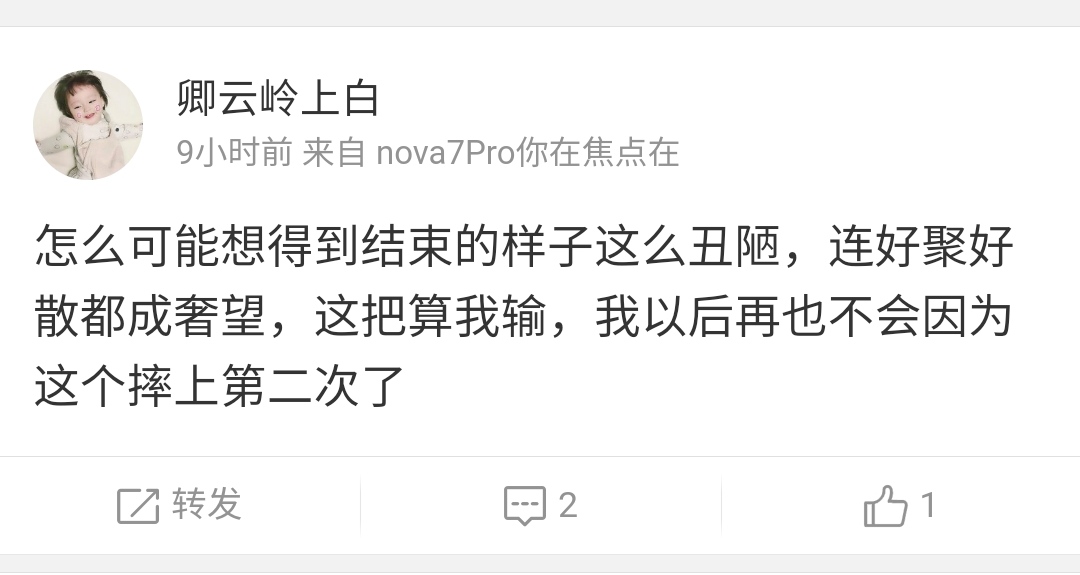 卿云岭上白
9小时前 来自 nova7Pro你在焦点在
怎么可能想得到结束的样子这么丑陋，连好聚好
散都成奢望，这把算我输，我以后再也不会因为
这个摔上第二次了
转发 2 1